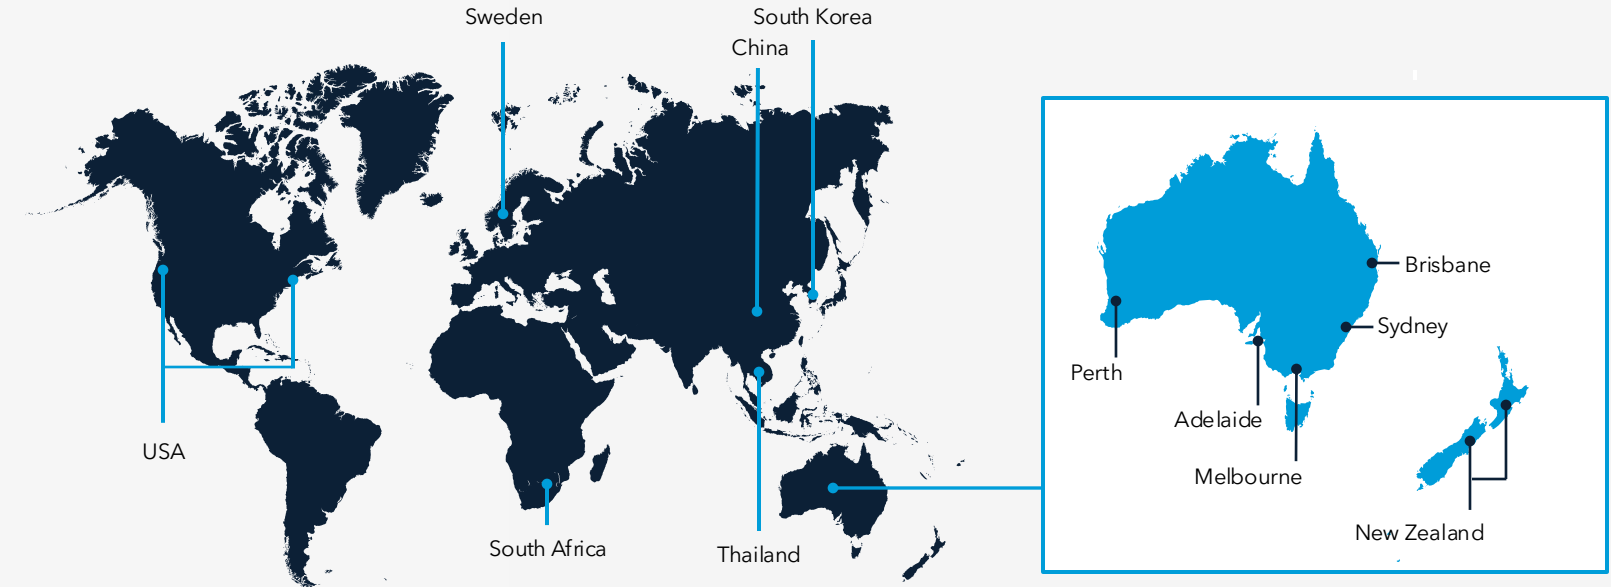 Sweden
South Korea
China
USA
South Africa
Thailand
Brisbane
Sydney
Perth
Adelaide
Melbourne
New Zealand